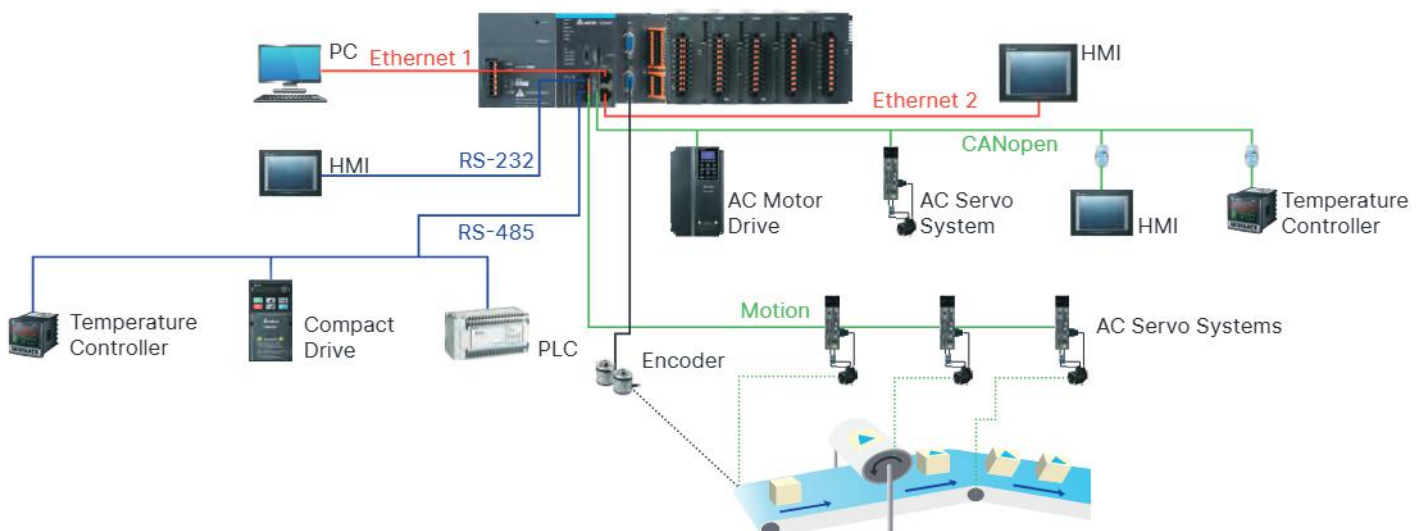 PC
Ethernet 1
HMI
Ethernet 2
CANopen
HMI
RS-232
AC Motor
Drive
AC Servo
System
HMI
Temperature
Controller
RS-485
Temperature
Controller
Compact
Drive
PLC
Motion
AC Servo Systems
Encoder